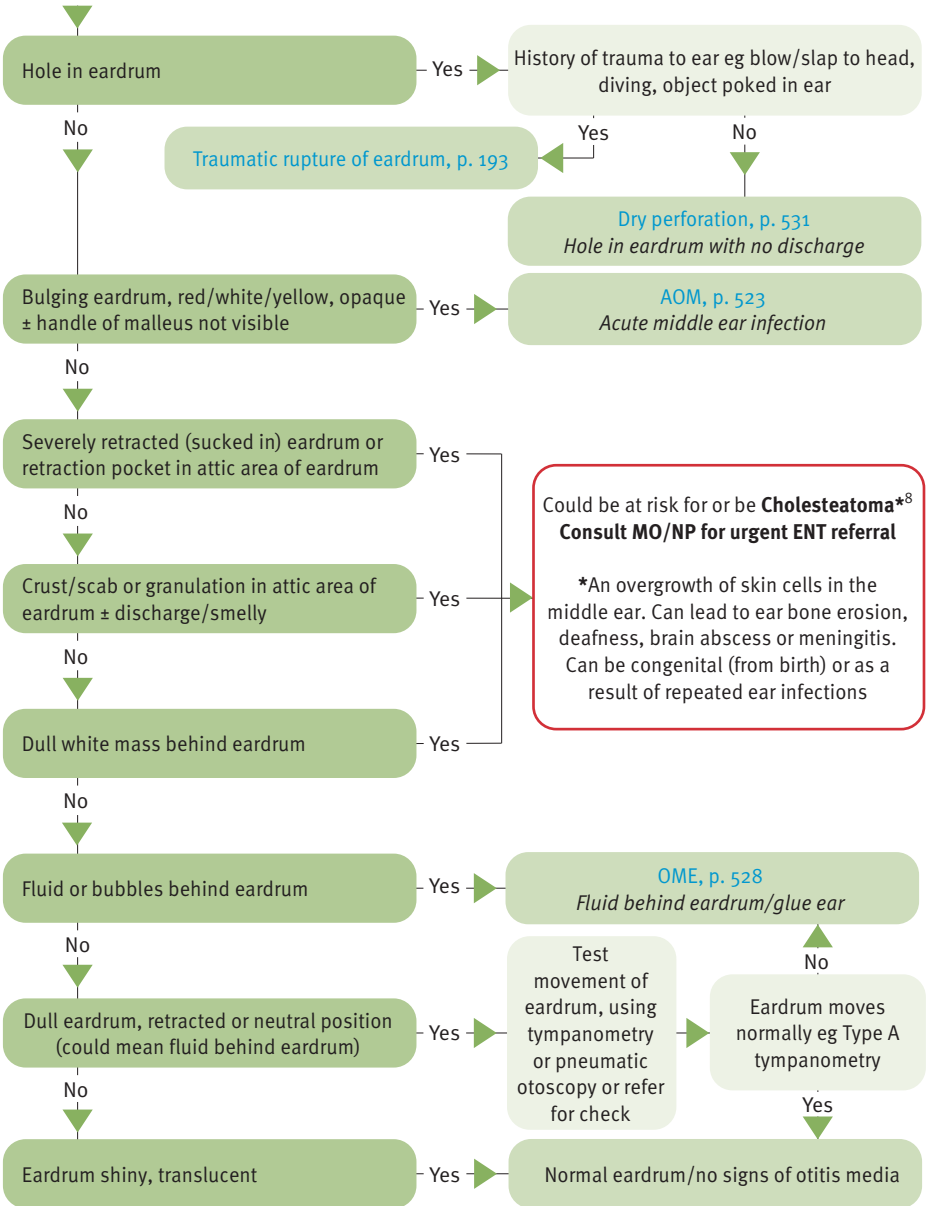 Hole in eardrum
Yes
History of trauma to ear eg blow/slap to head,
diving, object poked in ear
No
Yes
No
Traumatic rupture of eardrum, p. 193
Dry perforation, p. 531
Hole in eardrum with no discharge
Bulging eardrum, red/white/yellow, opaque
± handle of malleus not visible
Yes
AOM, p. 523
Acute middle ear infection
No
Severely retracted (sucked in) eardrum or
retraction pocket in attic area of eardrum
Yes
No
Crust/scab or granulation in attic area of
eardrum ± discharge/smelly
Yes
No
Dull white mass behind eardrum
Yes
Could be at risk for or be Cholesteatoma*8
Consult MO/NP for urgent ENT referral
*An overgrowth of skin cells in the
middle ear. Can lead to ear bone erosion,
deafness, brain abscess or meningitis.
Can be congenital (from birth) or as a
result of repeated ear infections
No
Fluid or bubbles behind eardrum
Yes
OME, p. 528
Fluid behind eardrum/glue ear
No
Dull eardrum, retracted or neutral position
(could mean fluid behind eardrum)
Yes
Test
movement of
eardrum, using
tympanometry
or pneumatic
otoscopy or refer
for check
No
Eardrum moves
normally eg Type A
tympanometry
Yes
No
Eardrum shiny, translucent
Yes
Normal eardrum/no signs of otitis media